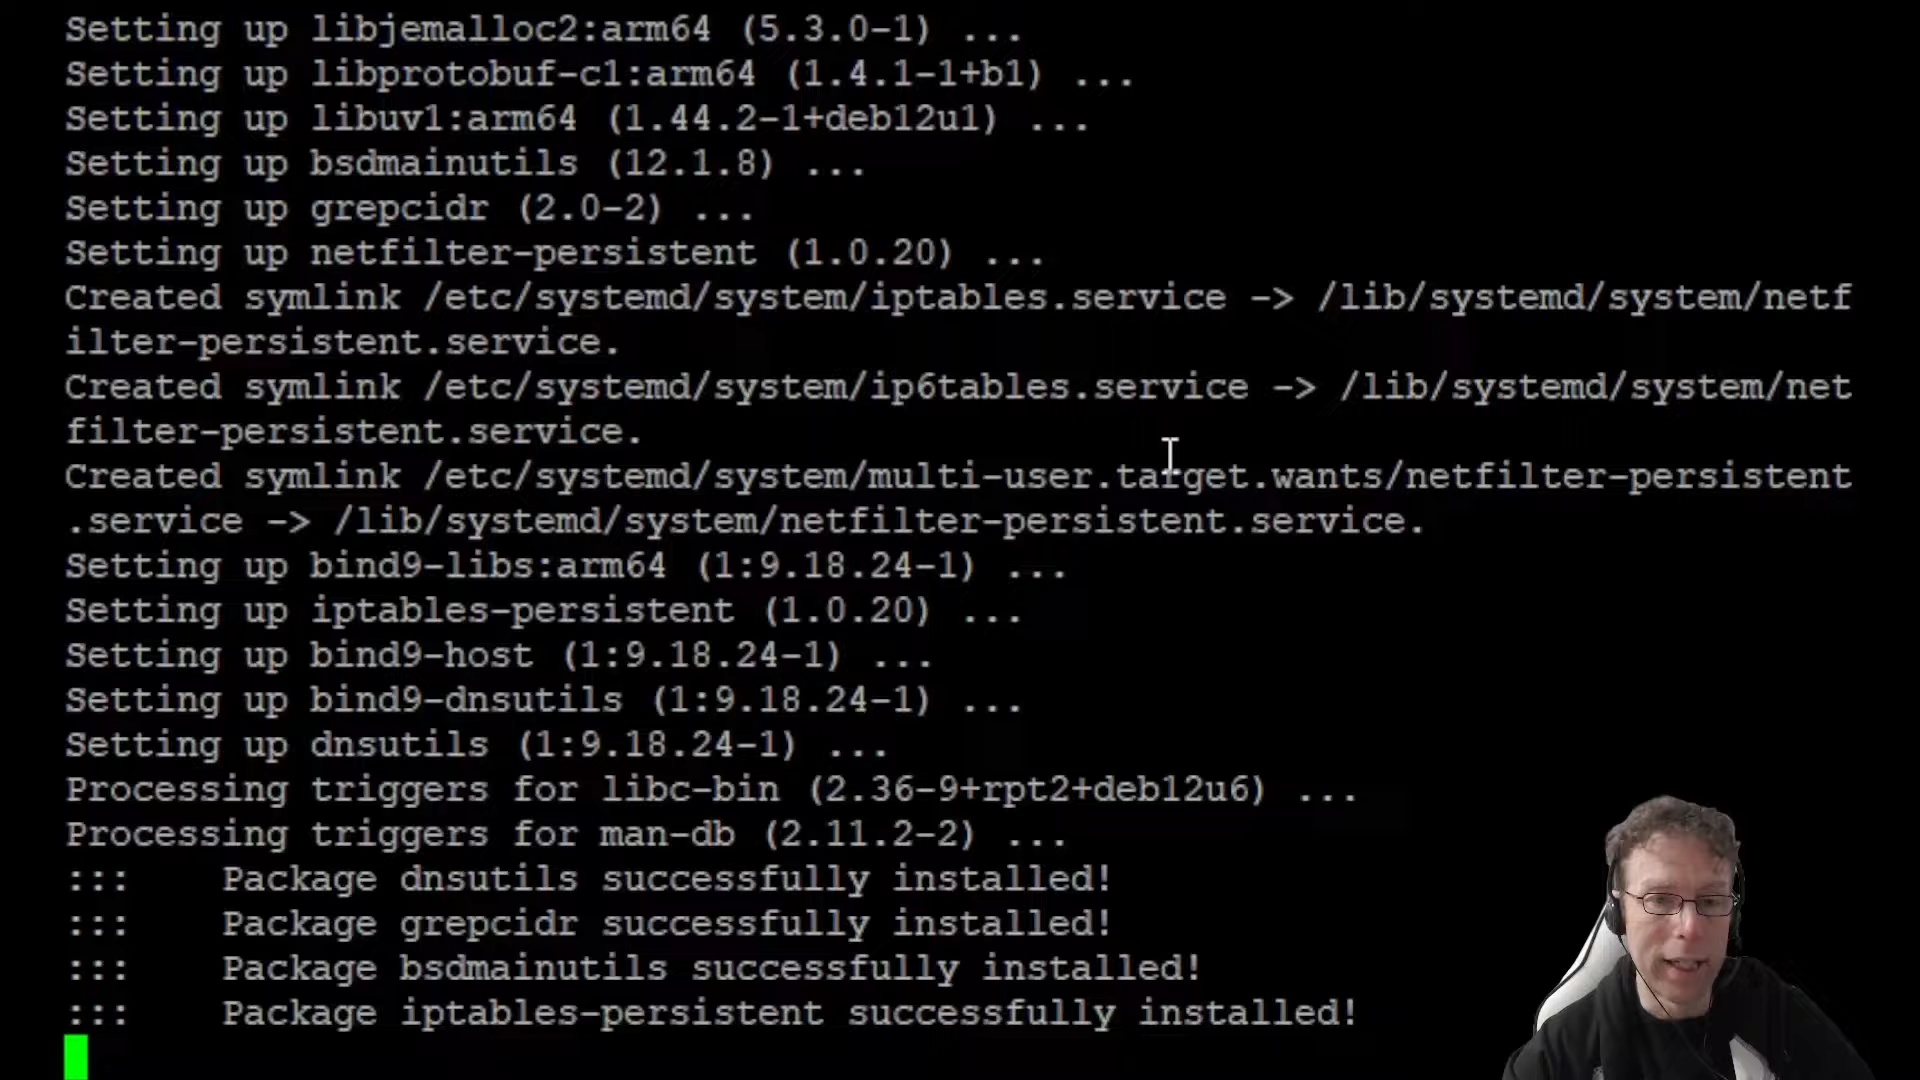 Setting up libjemalloc2:arm64 (5.3.0-1) ...
Setting up libprotobuf-c1:arm64 (1.4.1-1+b1) ...
Setting up libuv1:arm64 (1.44.2-1+deb12u1) ...
Setting up bsdmainutils (12.1.8) ...
Setting up grepcidr (2.0-2) ...
Setting up netfilter-persistent (1.0.20) ...
Created symlink /etc/systemd/system/iptables.service -> /lib/systemd/system/netf
ilter-persistent.service.
Created symlink /etc/systemd/system/ip6tables.service -> /lib/systemd/system/net
filter-persistent.service.
Created symlink /etc/systemd/system/multi-user.target.wants/netfilter-persistent
.service -> /lib/systemd/system/netfilter-persistent.service.
Setting up bind9-libs:arm64 (1:9.18.24-1) ...
Setting up iptables-persistent (1.0.20) ...
Setting up bind9-host (1:9.18.24-1) ...
Setting up bind9-dnsutils (1:9.18.24-1) ...
Setting up dnsutils (1:9.18.24-1) ...
Processing triggers for libc-bin (2.36-9+rpt2+deb12u6) ...
Processing triggers for man-db (2.11.2-2) ...
::: Package dnsutils successfully installed!
::: Package grepcidr successfully installed!
::: Package bsdmainutils successfully installed!
::: Package iptables-persistent successfully installed!